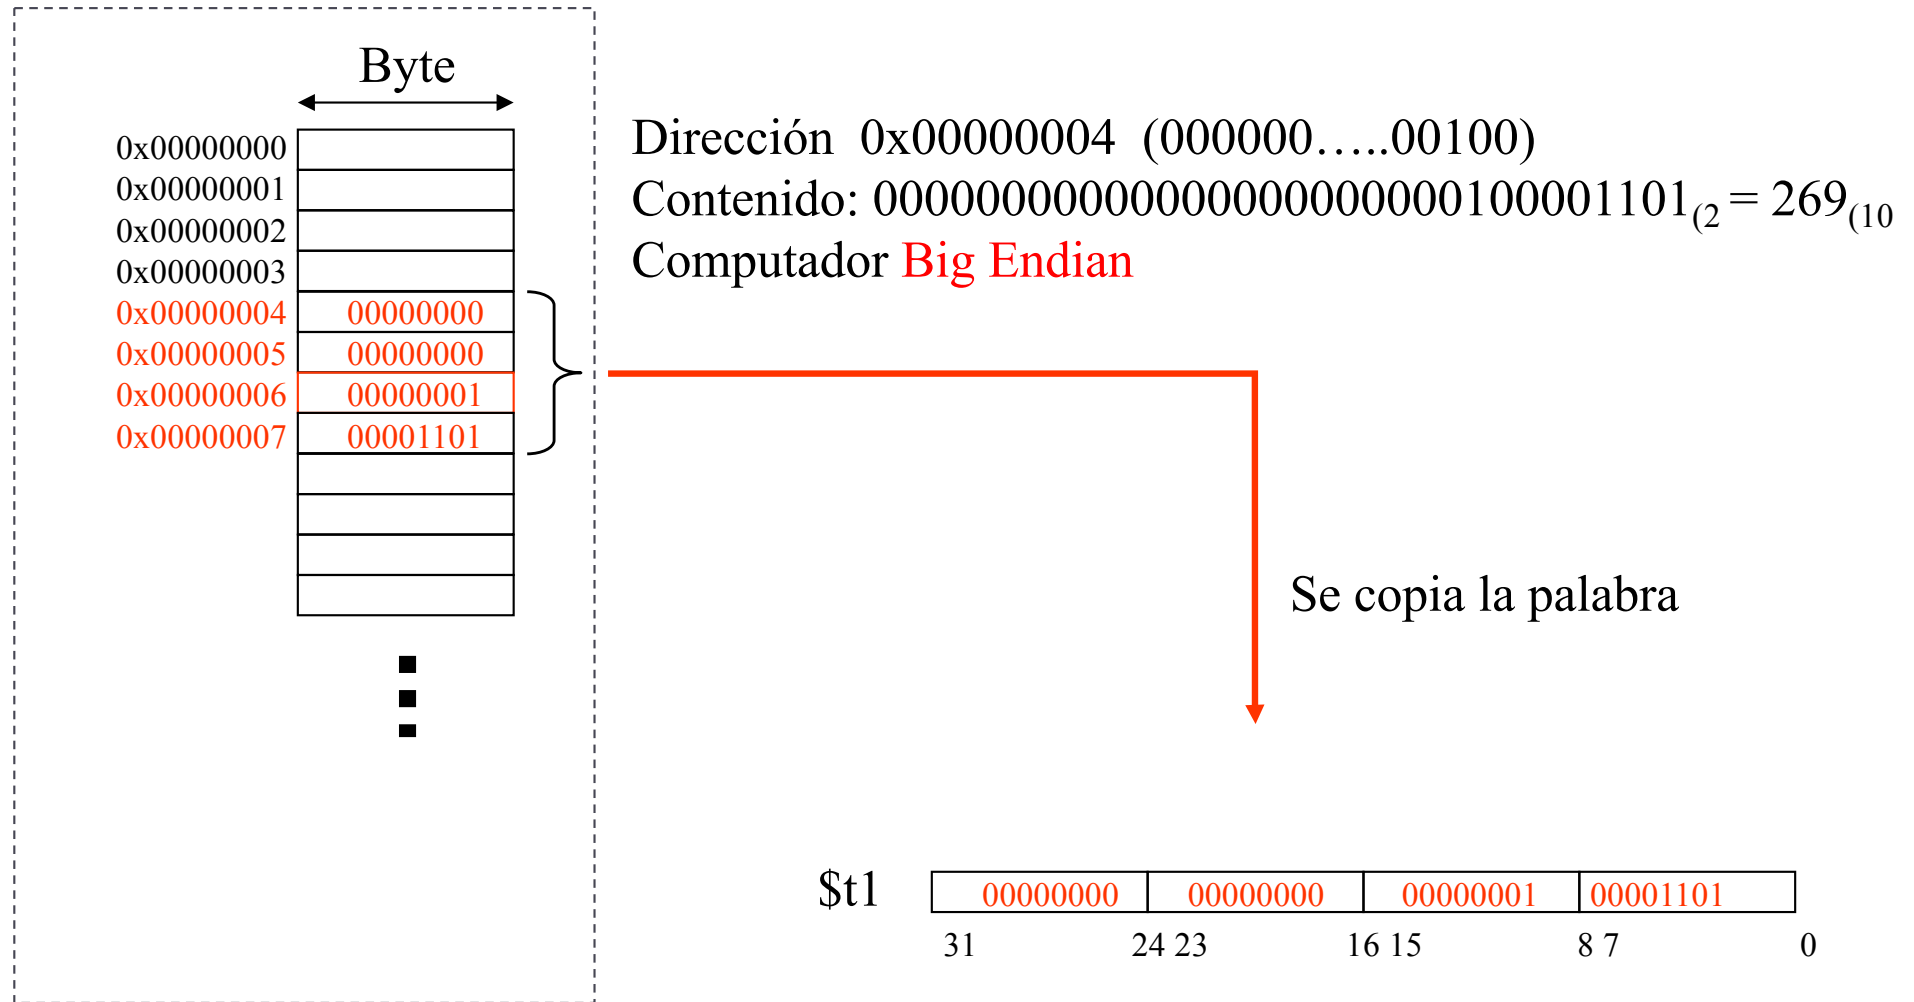 Byte
0x00000000
0x00000001
0x00000002
0x00000003
0x00000004 00000000
0x00000005 00000000
0x00000006 00000001
0x00000007 00001101
Dirección 0x00000004 (000000…..00100)
Contenido: 00000000000000000000000100001101(2 = 269(10
Computador Big Endian
Se copia la palabra
$t1 00000000 00000000 00000001 00001101
31 24 23 16 15 8 7 0